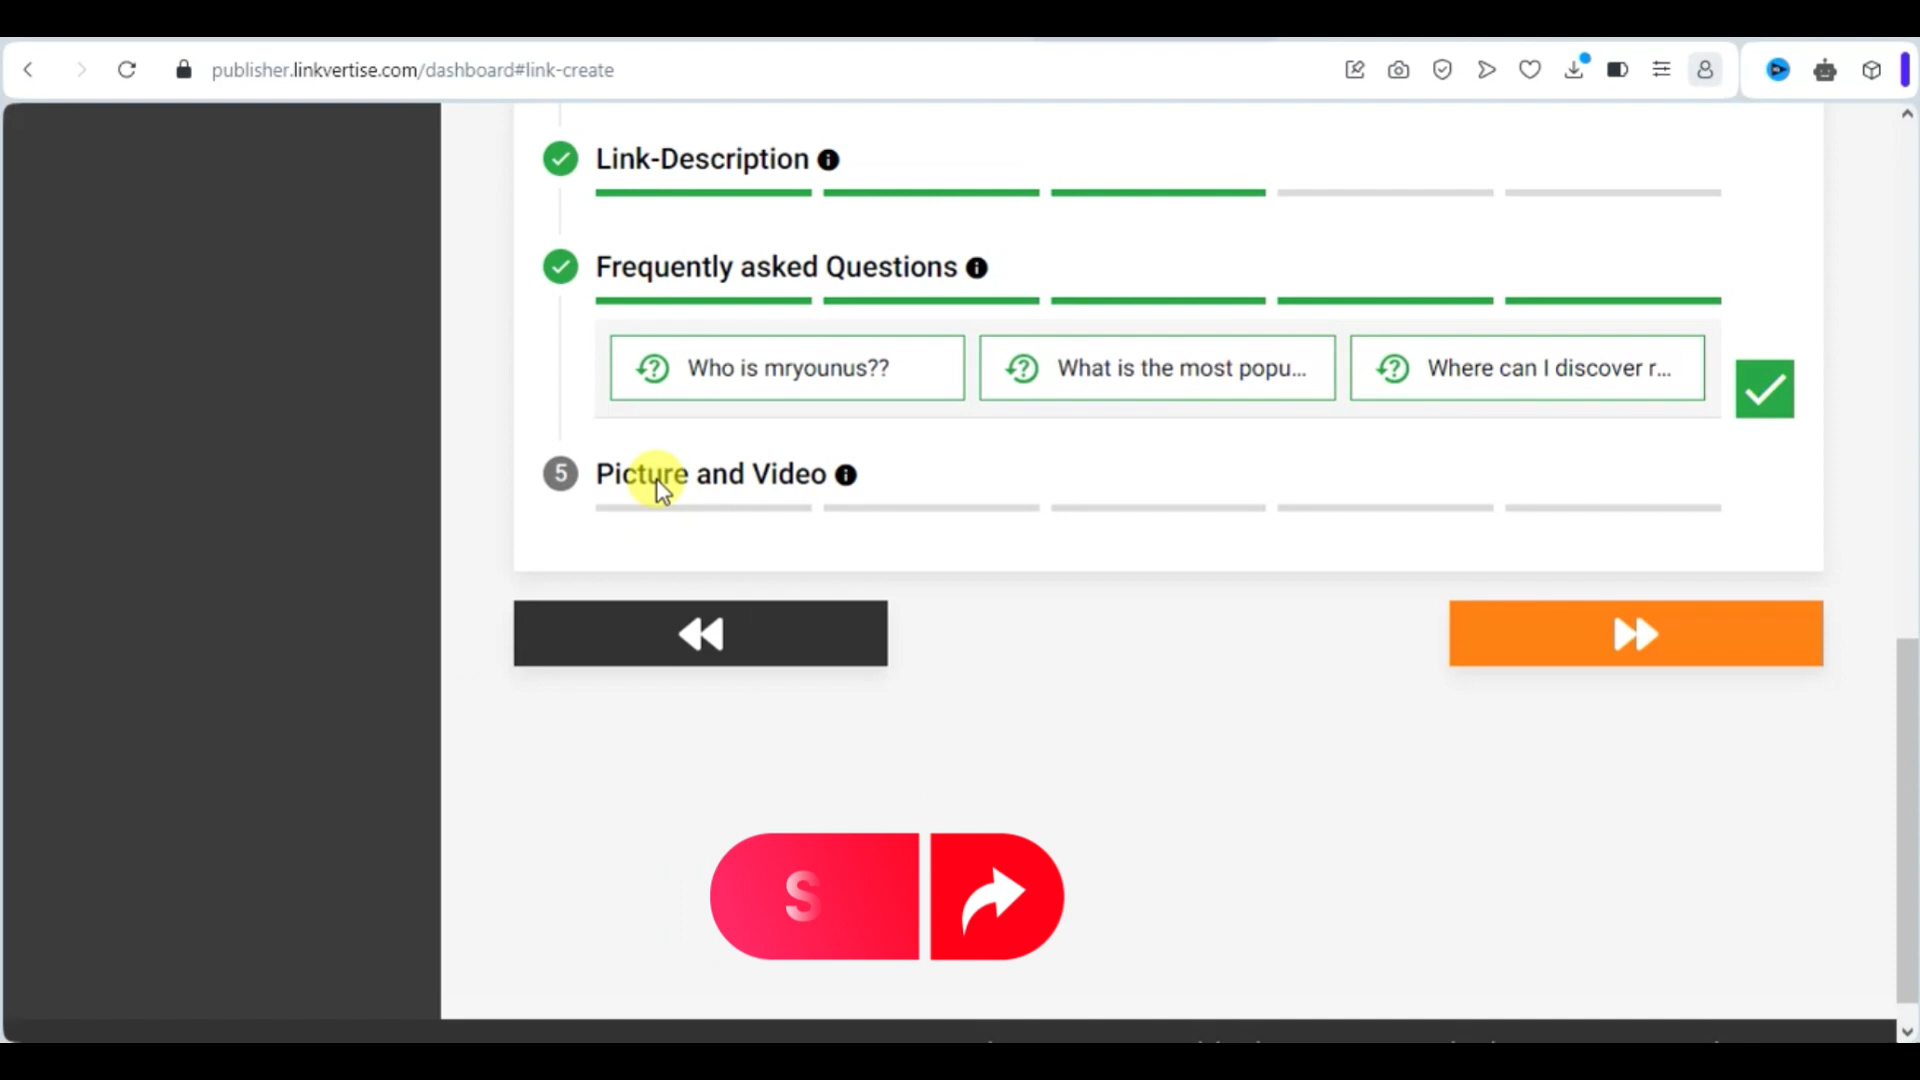 publisher.linkvertise.com/dashboard#link-create
Link-Description
Frequently asked Questions
Who is mryounus??
What is the most popu...
Where can I discover r...
5
Picture and Video
S